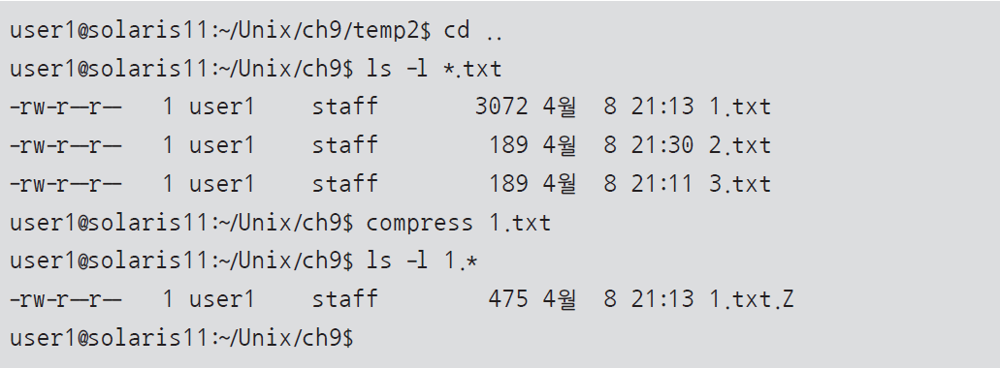 user1@solaris11:~/Unix/ch9/temp2$ cd ..
user1@solaris11:~/Unix/ch9$ ls -l *.txt
-rw-r--r-- 1 user1 staff 3072 4월 8 21:13 1.txt
-rw-r--r-- 1 user1 staff 189 4월 8 21:30 2.txt
-rw-r--r-- 1 user1 staff 189 4월 8 21:11 3.txt
user1@solaris11:~/Unix/ch9$ compress 1.txt
user1@solaris11:~/Unix/ch9$ ls -l 1.*
-rw-r--r-- 1 user1 staff 475 4월 8 21:13 1.txt.Z
user1@solaris11:~/Unix/ch9$